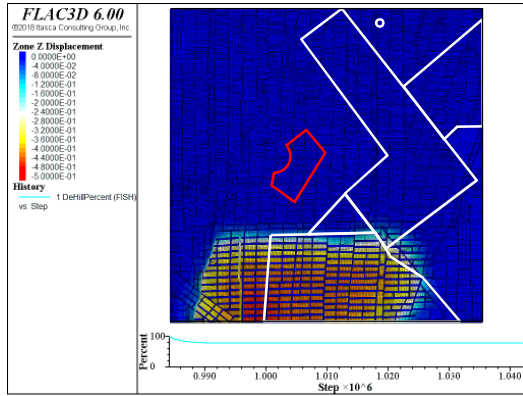 FLAC3D 6.00
©2018 Itasca Consulting Group, Inc.
Zone Z Displacement
0.0000E+00
-4.0000E-02
-8.0000E-02
-1.2000E-01
-1.6000E-01
-2.0000E-01
-2.4000E-01
-2.8000E-01
-3.2000E-01
-3.6000E-01
-4.0000E-01
-4.4000E-01
-4.8000E-01
-5.0000E-01
History
1 DeHillPercent (FISH)
vs. Step
Percent
100
0
0.990 1.000 1.010 1.020 1.030 1.040
Step ×10^6